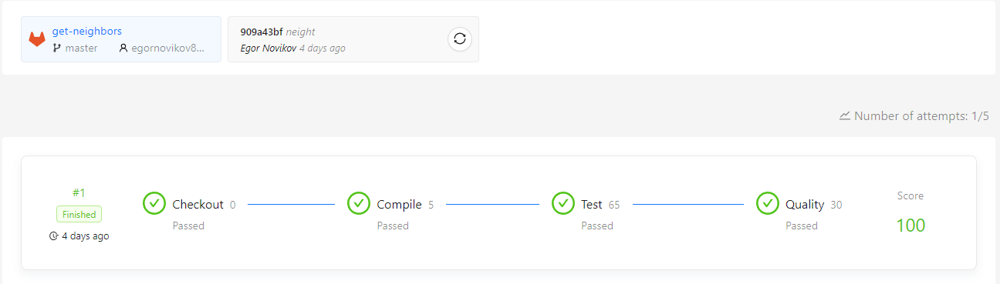 get-neighbors
master egornovikov8...
909a43bf neight
Egor Novikov 4 days ago
Number of attempts: 1/5
#1
Finished
4 days ago
Checkout 0
Passed
Compile 5
Passed
Test 65
Passed
Quality 30
Passed
Score
100